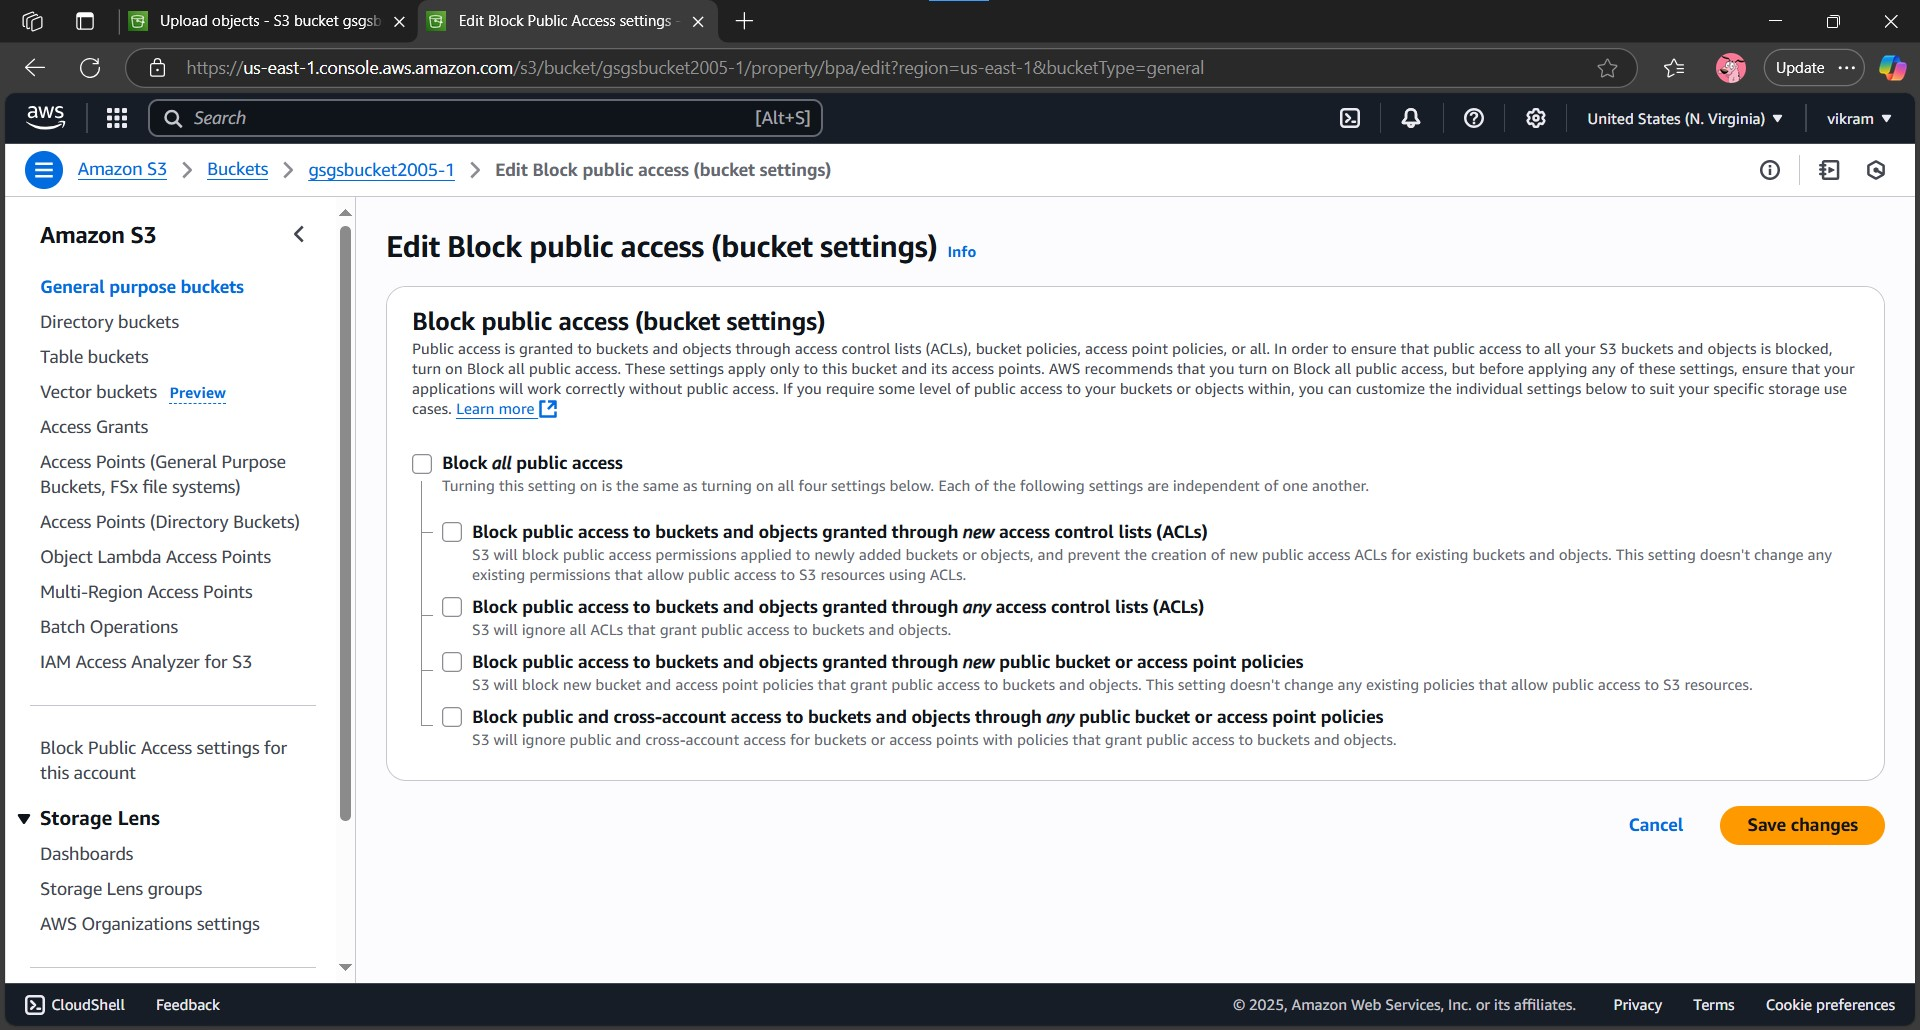 Upload objects - S3 bucket gsgsb
Edit Block Public Access settings -
https://us-east-1.console.aws.amazon.com/s3/bucket/gsgsbucket2005-1/property/bpa/edit?region=us-east-1&bucketType=general
Update
aws
Search
[Alt+S]
United States (N. Virginia)
vikram
Amazon S3 > Buckets > gsgsbucket2005-1 > Edit Block public access (bucket settings)
Amazon S3
General purpose buckets
Directory buckets
Table buckets
Vector buckets Preview
Access Grants
Access Points (General Purpose
Buckets, FSx file systems)
Access Points (Directory Buckets)
Object Lambda Access Points
Multi-Region Access Points
Batch Operations
IAM Access Analyzer for S3
Block Public Access settings for
this account
Storage Lens
Dashboards
Storage Lens groups
AWS Organizations settings
Edit Block public access (bucket settings) Info
Block public access (bucket settings)
Public access is granted to buckets and objects through access control lists (ACLs), bucket policies, access point policies, or all. In order to ensure that public access to all your S3 buckets and objects is blocked,
turn on Block all public access. These settings apply only to this bucket and its access points. AWS recommends that you turn on Block all public access, but before applying any of these settings, ensure that your
applications will work correctly without public access. If you require some level of public access to your buckets or objects within, you can customize the individual settings below to suit your specific storage use
cases. Learn more
Block all public access
Turning this setting on is the same as turning on all four settings below. Each of the following settings are independent of one another.
Block public access to buckets and objects granted through new access control lists (ACLs)
S3 will block public access permissions applied to newly added buckets or objects, and prevent the creation of new public access ACLs for existing buckets and objects. This setting doesn't change any
existing permissions that allow public access to S3 resources using ACLs.
Block public access to buckets and objects granted through any access control lists (ACLs)
S3 will ignore all ACLs that grant public access to buckets and objects.
Block public access to buckets and objects granted through new public bucket or access point policies
S3 will block new bucket and access point policies that grant public access to buckets and objects. This setting doesn't change any existing policies that allow public access to S3 resources.
Block public and cross-account access to buckets and objects through any public bucket or access point policies
S3 will ignore public and cross-account access for buckets or access points with policies that grant public access to buckets and objects.
Cancel
Save changes
CloudShell
Feedback
© 2025, Amazon Web Services, Inc. or its affiliates.
Privacy
Terms
Cookie preferences